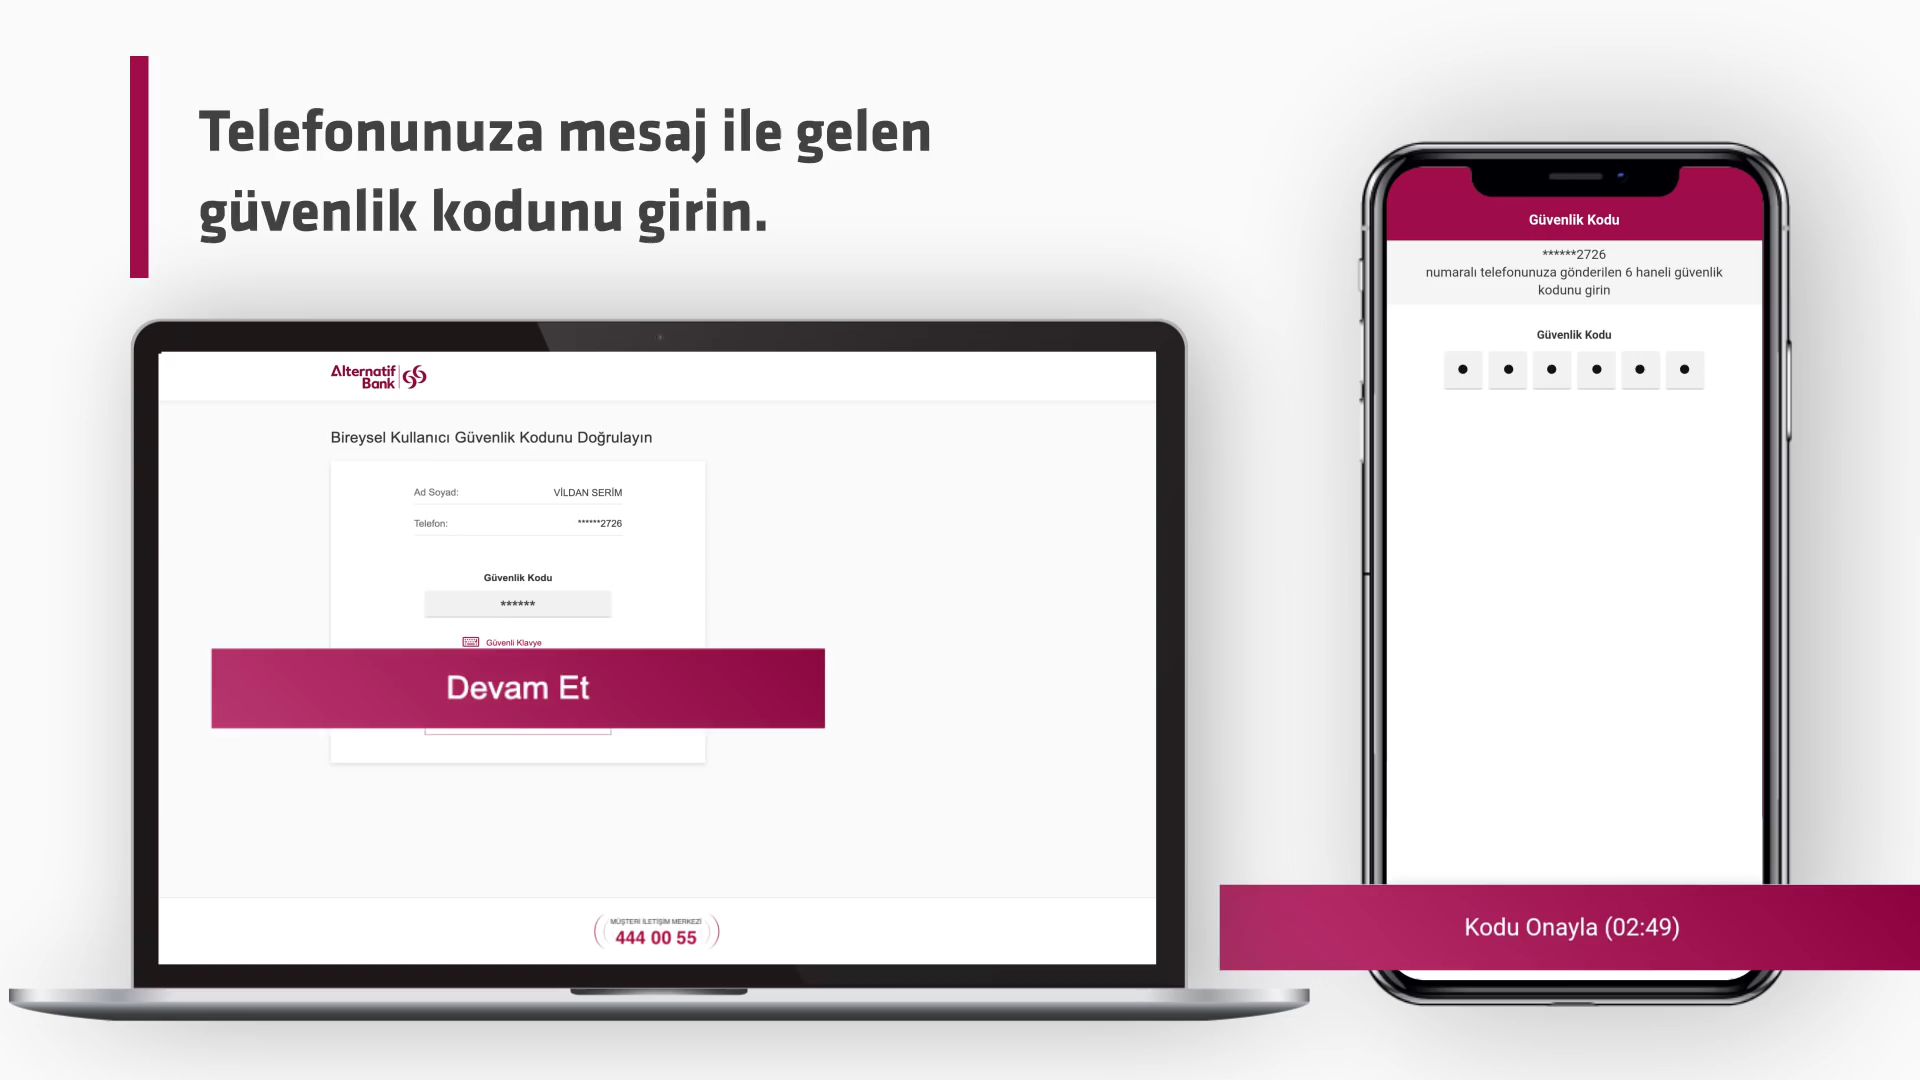 Telefonunuza mesaj ile gelen
güvenlik kodunu girin.
Alternatif
Bank
Bireysel Kullanıcı Güvenlik Kodunu Doğrulayın
Ad Soyad: VİLDAN SERİM
Telefon: ******2726
Güvenlik Kodu
******
Güvenli Klavye
Devam Et
MÜŞTERİ İLETİŞİM MERKEZİ
444 00 55
Güvenlik Kodu
******2726
numaralı telefonunuza gönderilen 6 haneli güvenlik
kodunu girin
Güvenlik Kodu
Kodu Onayla (02:49)